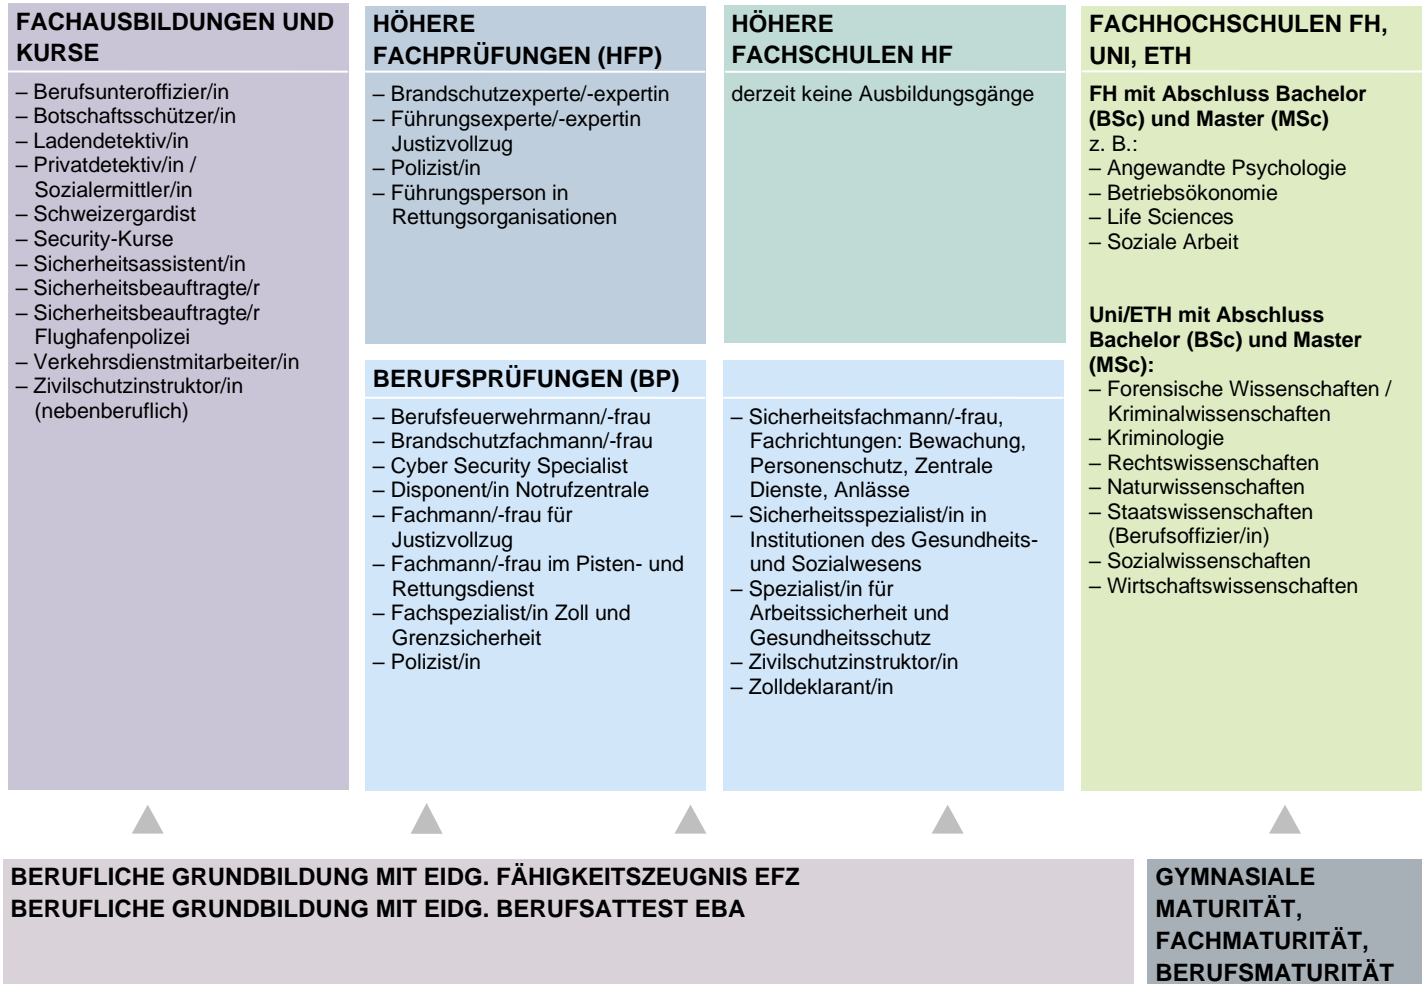 FACHAUSBILDUNGEN UND
KURSE
– Berufsunteroffizier/in
– Botschaftsschützer/in
– Ladendetektiv/in
– Privatdetektiv/in /
Sozialermittler/in
– Schweizergardist
– Security-Kurse
– Sicherheitsassistent/in
– Sicherheitsbeauftragte/r
– Sicherheitsbeauftragte/r
Flughafenpolizei
– Verkehrsdienstmitarbeiter/in
– Zivilschutzinstruktor/in
(nebenberuflich)
HÖHERE
FACHPRÜFUNGEN (HFP)
– Brandschutzexperte/-expertin
– Führungsexperte/-expertin
Justizvollzug
– Polizist/in
– Führungsperson in
Rettungsorganisationen
HÖHERE
FACHSCHULEN HF
derzeit keine Ausbildungsgänge
BERUFSPRÜFUNGEN (BP)
– Berufsfeuerwehrmann/-frau
– Brandschutzfachmann/-frau
– Cyber Security Specialist
– Disponent/in Notrufzentrale
– Fachmann/-frau für
Justizvollzug
– Fachmann/-frau im Pisten- und
Rettungsdienst
– Fachspezialist/in Zoll und
Grenzsicherheit
– Polizist/in
– Sicherheitsfachmann/-frau,
Fachrichtungen: Bewachung,
Personenschutz, Zentrale
Dienste, Anlässe
– Sicherheitsspezialist/in in
Institutionen des Gesundheits-
und Sozialwesens
– Spezialist/in für
Arbeitssicherheit und
Gesundheitsschutz
– Zivilschutzinstruktor/in
– Zolldeklarant/in
FACHHOCHSCHULEN FH,
UNI, ETH
FH mit Abschluss Bachelor
(BSc) und Master (MSc)
z. B.:
– Angewandte Psychologie
– Betriebsökonomie
– Life Sciences
– Soziale Arbeit
Uni/ETH mit Abschluss
Bachelor (BSc) und Master
(MSc):
– Forensische Wissenschaften /
Kriminalwissenschaften
– Kriminologie
– Rechtswissenschaften
– Naturwissenschaften
– Staatswissenschaften
(Berufsoffizier/in)
– Sozialwissenschaften
– Wirtschaftswissenschaften
BERUFLICHE GRUNDBILDUNG MIT EIDG. FÄHIGKEITSZEUGNIS EFZ
BERUFLICHE GRUNDBILDUNG MIT EIDG. BERUFSATTEST EBA
GYMNASIALE
MATURITÄT,
FACHMATURITÄT,
BERUFSMATURITÄT